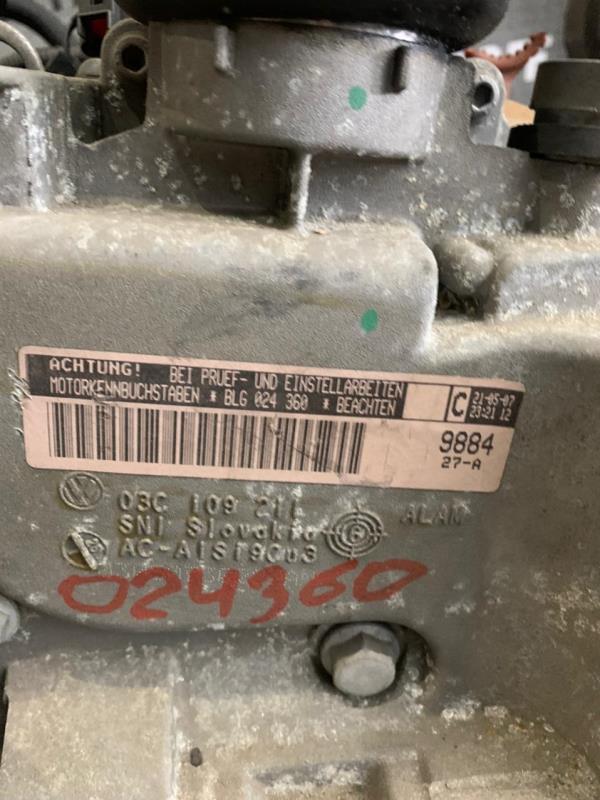 ACHTUNG! BEI PRUEF- UND EINSTELLARBEITEN
MOTORKENNBUCHSTABEN * BLG 024 360 * BEACHTEN
C
21-05-07
23:21 12
9884
27-A
03C 109 211
SNI Slovakia
ALAM
AC-AlSi9Cu3
024360